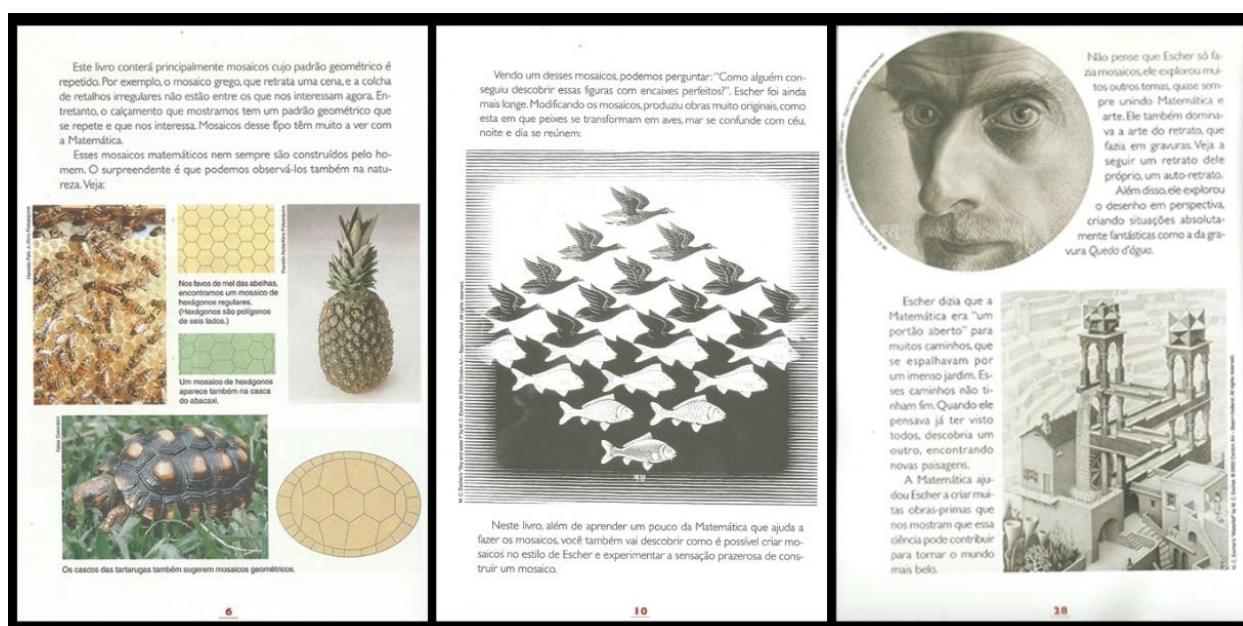 Este livro conterá principalmente mosaicos cujo padrão geométrico é
repetido. Por exemplo, o mosaico grego, que retrata uma cena, e a colcha
de retalhos irregulares não estão entre os que nos interessam agora. En-
tretanto, o calçamento que mostramos tem um padrão geométrico que
se repete e que nos interessa. Mosaicos desse tipo têm muito a ver com
a Matemática.
Esses mosaicos matemáticos nem sempre são construídos pelo ho-
mem. O surpreendente é que podemos observá-los também na natu-
reza. Veja:
Nos favos de mel das abelhas,
encontramos um mosaico de
hexágonos regulares.
(Hexágonos são polígonos
de seis lados.)
Um mosaico de hexágonos
aparece também na casca
do abacaxi.
Os cascos das tartarugas também sugerem mosaicos geométricos.
6
Vendo um desses mosaicos, podemos perguntar: "Como alguém con-
seguiu descobrir essas figuras com encaixes perfeitos?". Escher foi ainda
mais longe. Modificando os mosaicos, produziu obras muito originais, como
esta em que peixes se transformam em aves, mar se confunde com céu,
noite e dia se reúnem:
Neste livro, além de aprender um pouco da Matemática que ajuda a
fazer os mosaicos, você também vai descobrir como é possível criar mo-
saicos no estilo de Escher e experimentar a sensação prazerosa de cons-
truir um mosaico.
10
Não pense que Escher só fa-
zia mosaicos, ele explorou mui-
tos outros temas, quase sem-
pre unindo Matemática e
arte. Ele também domina-
va a arte do retrato, que
fazia em gravuras. Veja a
seguir um retrato dele
próprio, um auto-retrato.
Além disso, ele explorou
o desenho em perspectiva,
criando situações absoluta-
mente fantásticas como a da gra-
vura Queda d'água.
Escher dizia que a
Matemática era "um
portão aberto" para
muitos caminhos, que
se espalhavam por
um imenso jardim. Es-
ses caminhos não ti-
nham fim. Quando ele
pensava já ter visto
todos, descobria um
outro, encontrando
novas paisagens.
A Matemática aju-
dou Escher a criar mui-
tas obras-primas que
nos mostram que essa
ciência pode contribuir
para tornar o mundo
mais belo.
28